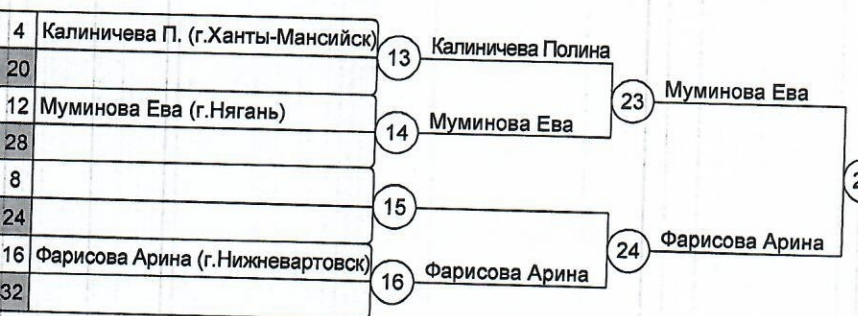 4 Калиничева П. (г.Ханты-Мансийск)
20
12 Муминова Ева (г.Нягань)
28
8
24
16 Фарисова Арина (г.Нижневартовск)
32
13 Калиничева Полина
14 Муминова Ева
15
16 Фарисова Арина
23 Муминова Ева
24 Фарисова Арина